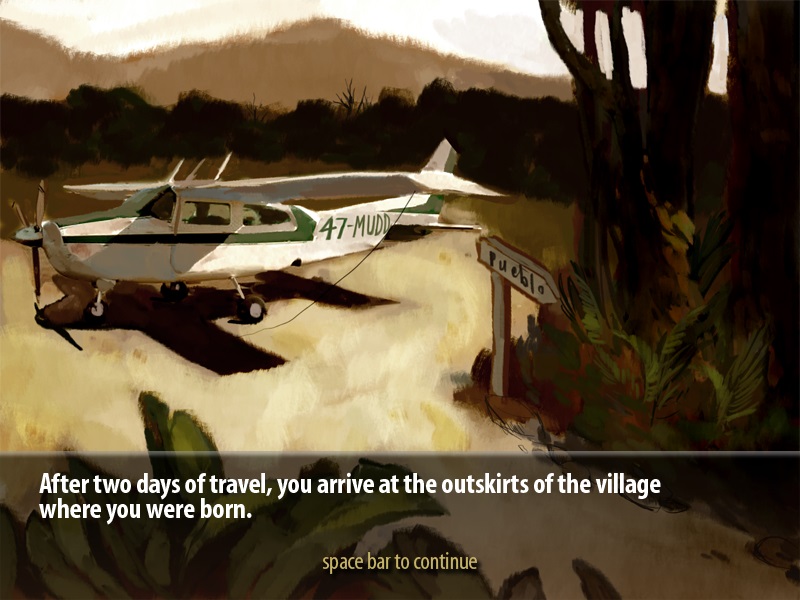 47-MUDD
Pueblo
After two days of travel, you arrive at the outskirts of the village
where you were born.
space bar to continue